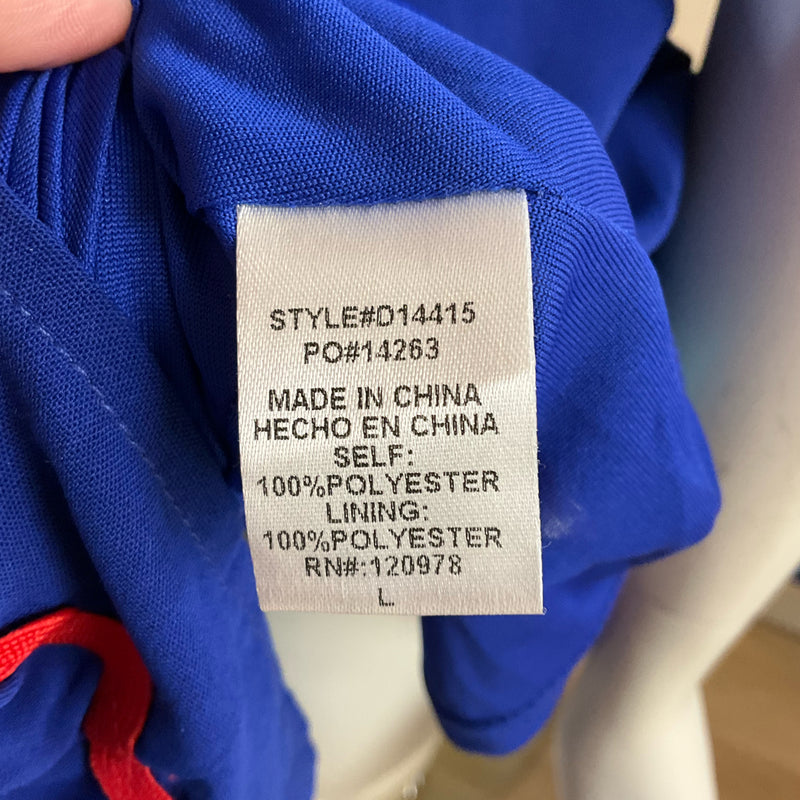 STYLE#D14415
PO#14263
MADE IN CHINA
HECHO EN CHINA
SELF:
100%POLYESTER
LINING:
100%POLYESTER
RN#:120978
L